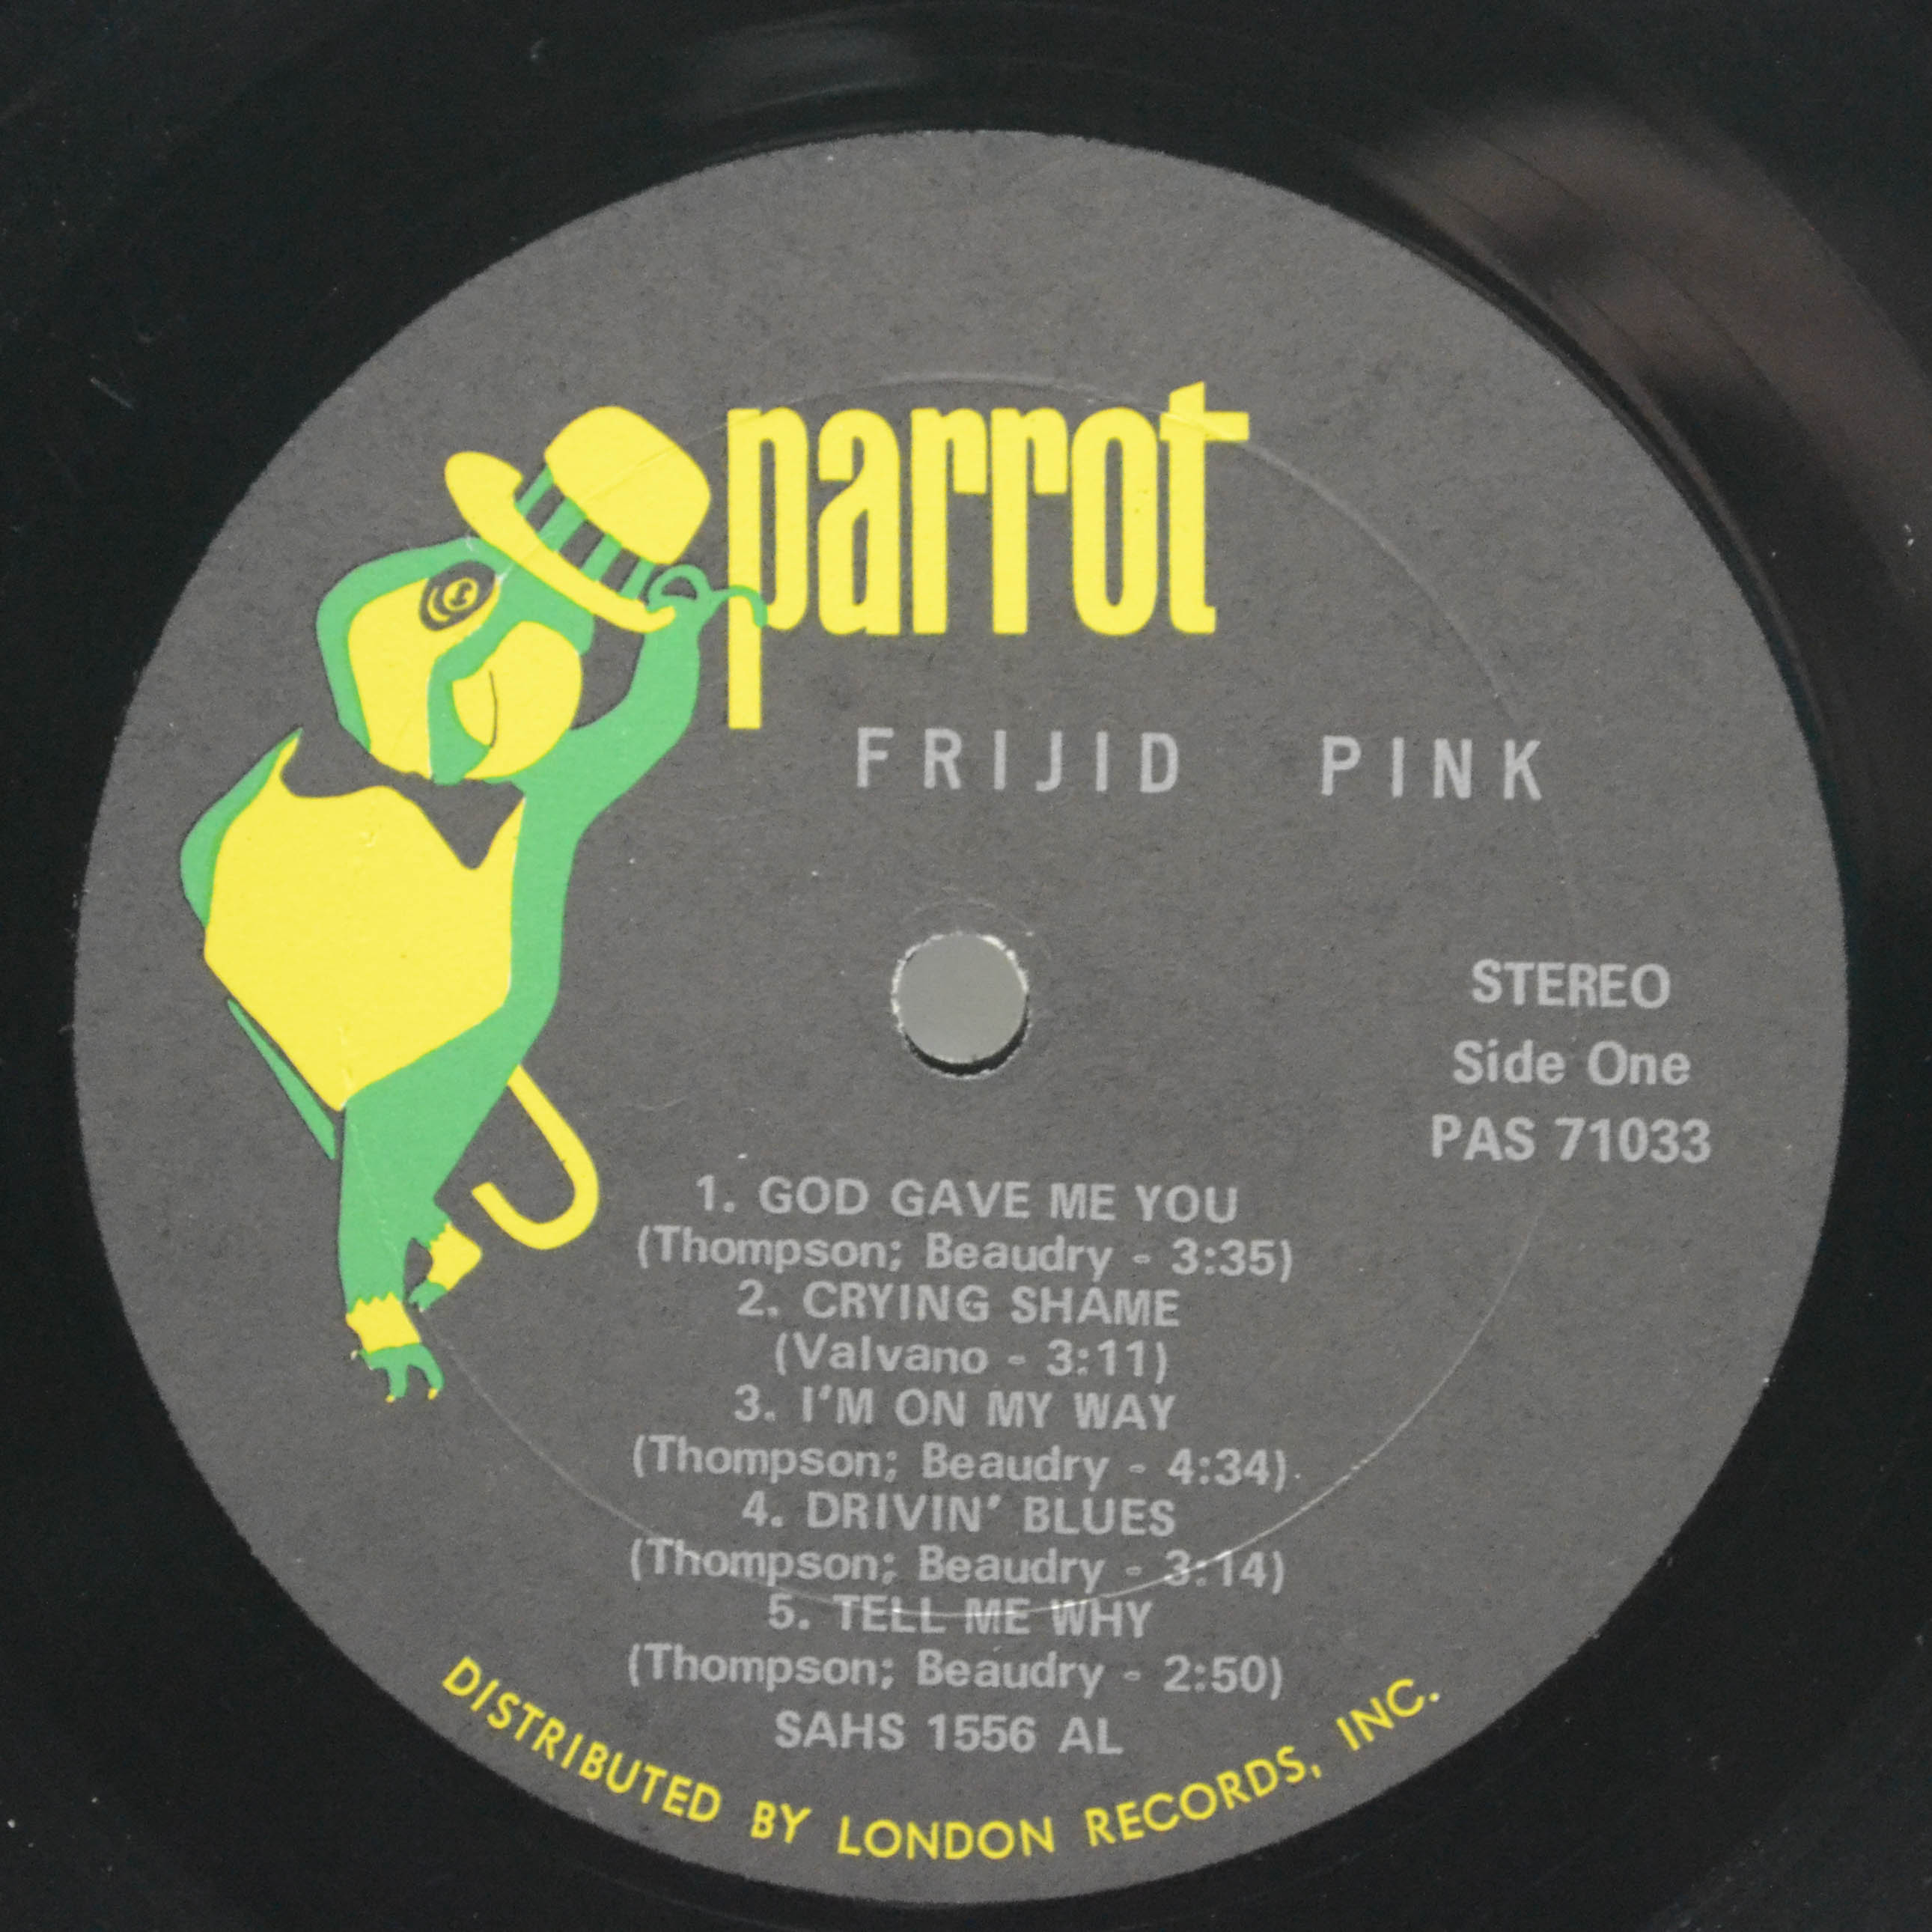 parrot
FRIJID PINK
STEREO
Side One
PAS 71033
1. GOD GAVE ME YOU
(Thompson; Beaudry - 3:35)
2. CRYING SHAME
(Valvano - 3:11)
3. I'M ON MY WAY
(Thompson; Beaudry - 4:34)
4. DRIVIN' BLUES
(Thompson; Beaudry - 3:14)
5. TELL ME WHY
(Thompson; Beaudry - 2:50)
SAHS 1556 AL
DISTRIBUTED BY LONDON RECORDS, INC.